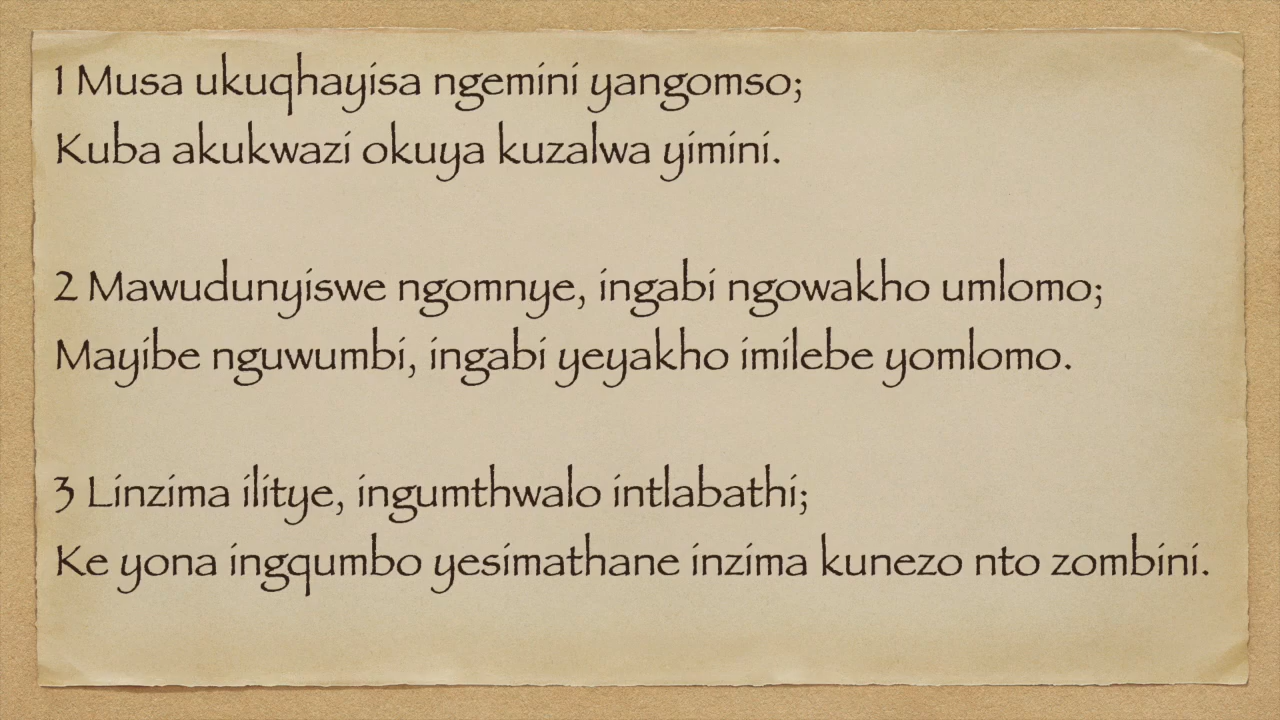 1 Musa ukuqhayisa ngemini yangomso;
Kuba akukwazi okuya kuzalwa yimini.
2 Mawudunyiswe ngomnye, ingabi ngowakho umlomo;
Mayibe nguwumbi, ingabi yeyakho imilebe yomlomo.
3 Linzima ilitye, ingumthwalo intlabathi;
Ke yona ingqumbo yesimathane inzima kunezo nto zombini.